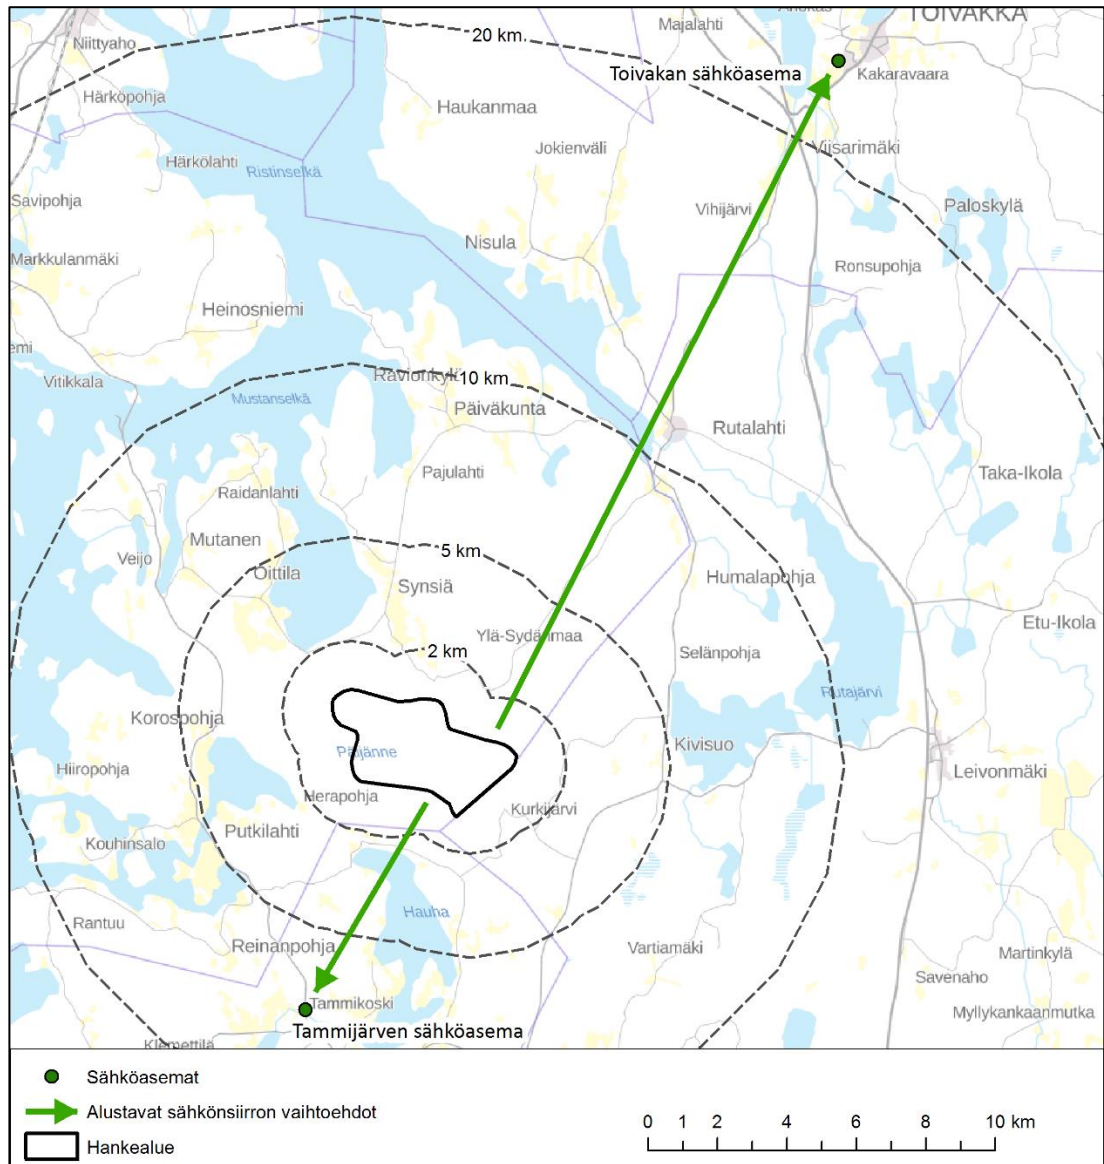 TOIVAKKA
Majalahti
20 km
Niittyaho
Toivakan sähköasema
Kakaravaara
Härköpohja
Haukanmaa
Jokienväli
Viisarimäki
Härkölahti
Ristinselkä
Savipohja
Vihijärvi
Paloskylä
Nisula
Markkulanmäki
Ronsupohja
Heinosniemi
emi
Vitikkala
10 km
Mustanselkä
Päiväkunta
Rutalahti
Pajulahti
Taka-Ikola
Raidanlahti
Mutanen
5 km
Veijo
Oittila
Synsiä
Humalapohja
Etu-Ikola
Ylä-Sydänmaa
2 km
Selänpohja
Rutajärvi
Korospohja
Päijänne
Kivisuo
Hiiropohja
Leivonmäki
Herapohja
Kurkijärvi
Putkilahti
Kouhinsalo
Hauha
Rantuu
Reinanpohja
Vartiamäki
Martinkylä
Savenaho
Tammikoski
Myllykankaanmutka
Tammijärven sähköasema
Klemettilä
Sähköasemat
Alustavat sähkönsiirron vaihtoehdot
Hankealue
0 1 2 4 6 8 10 km